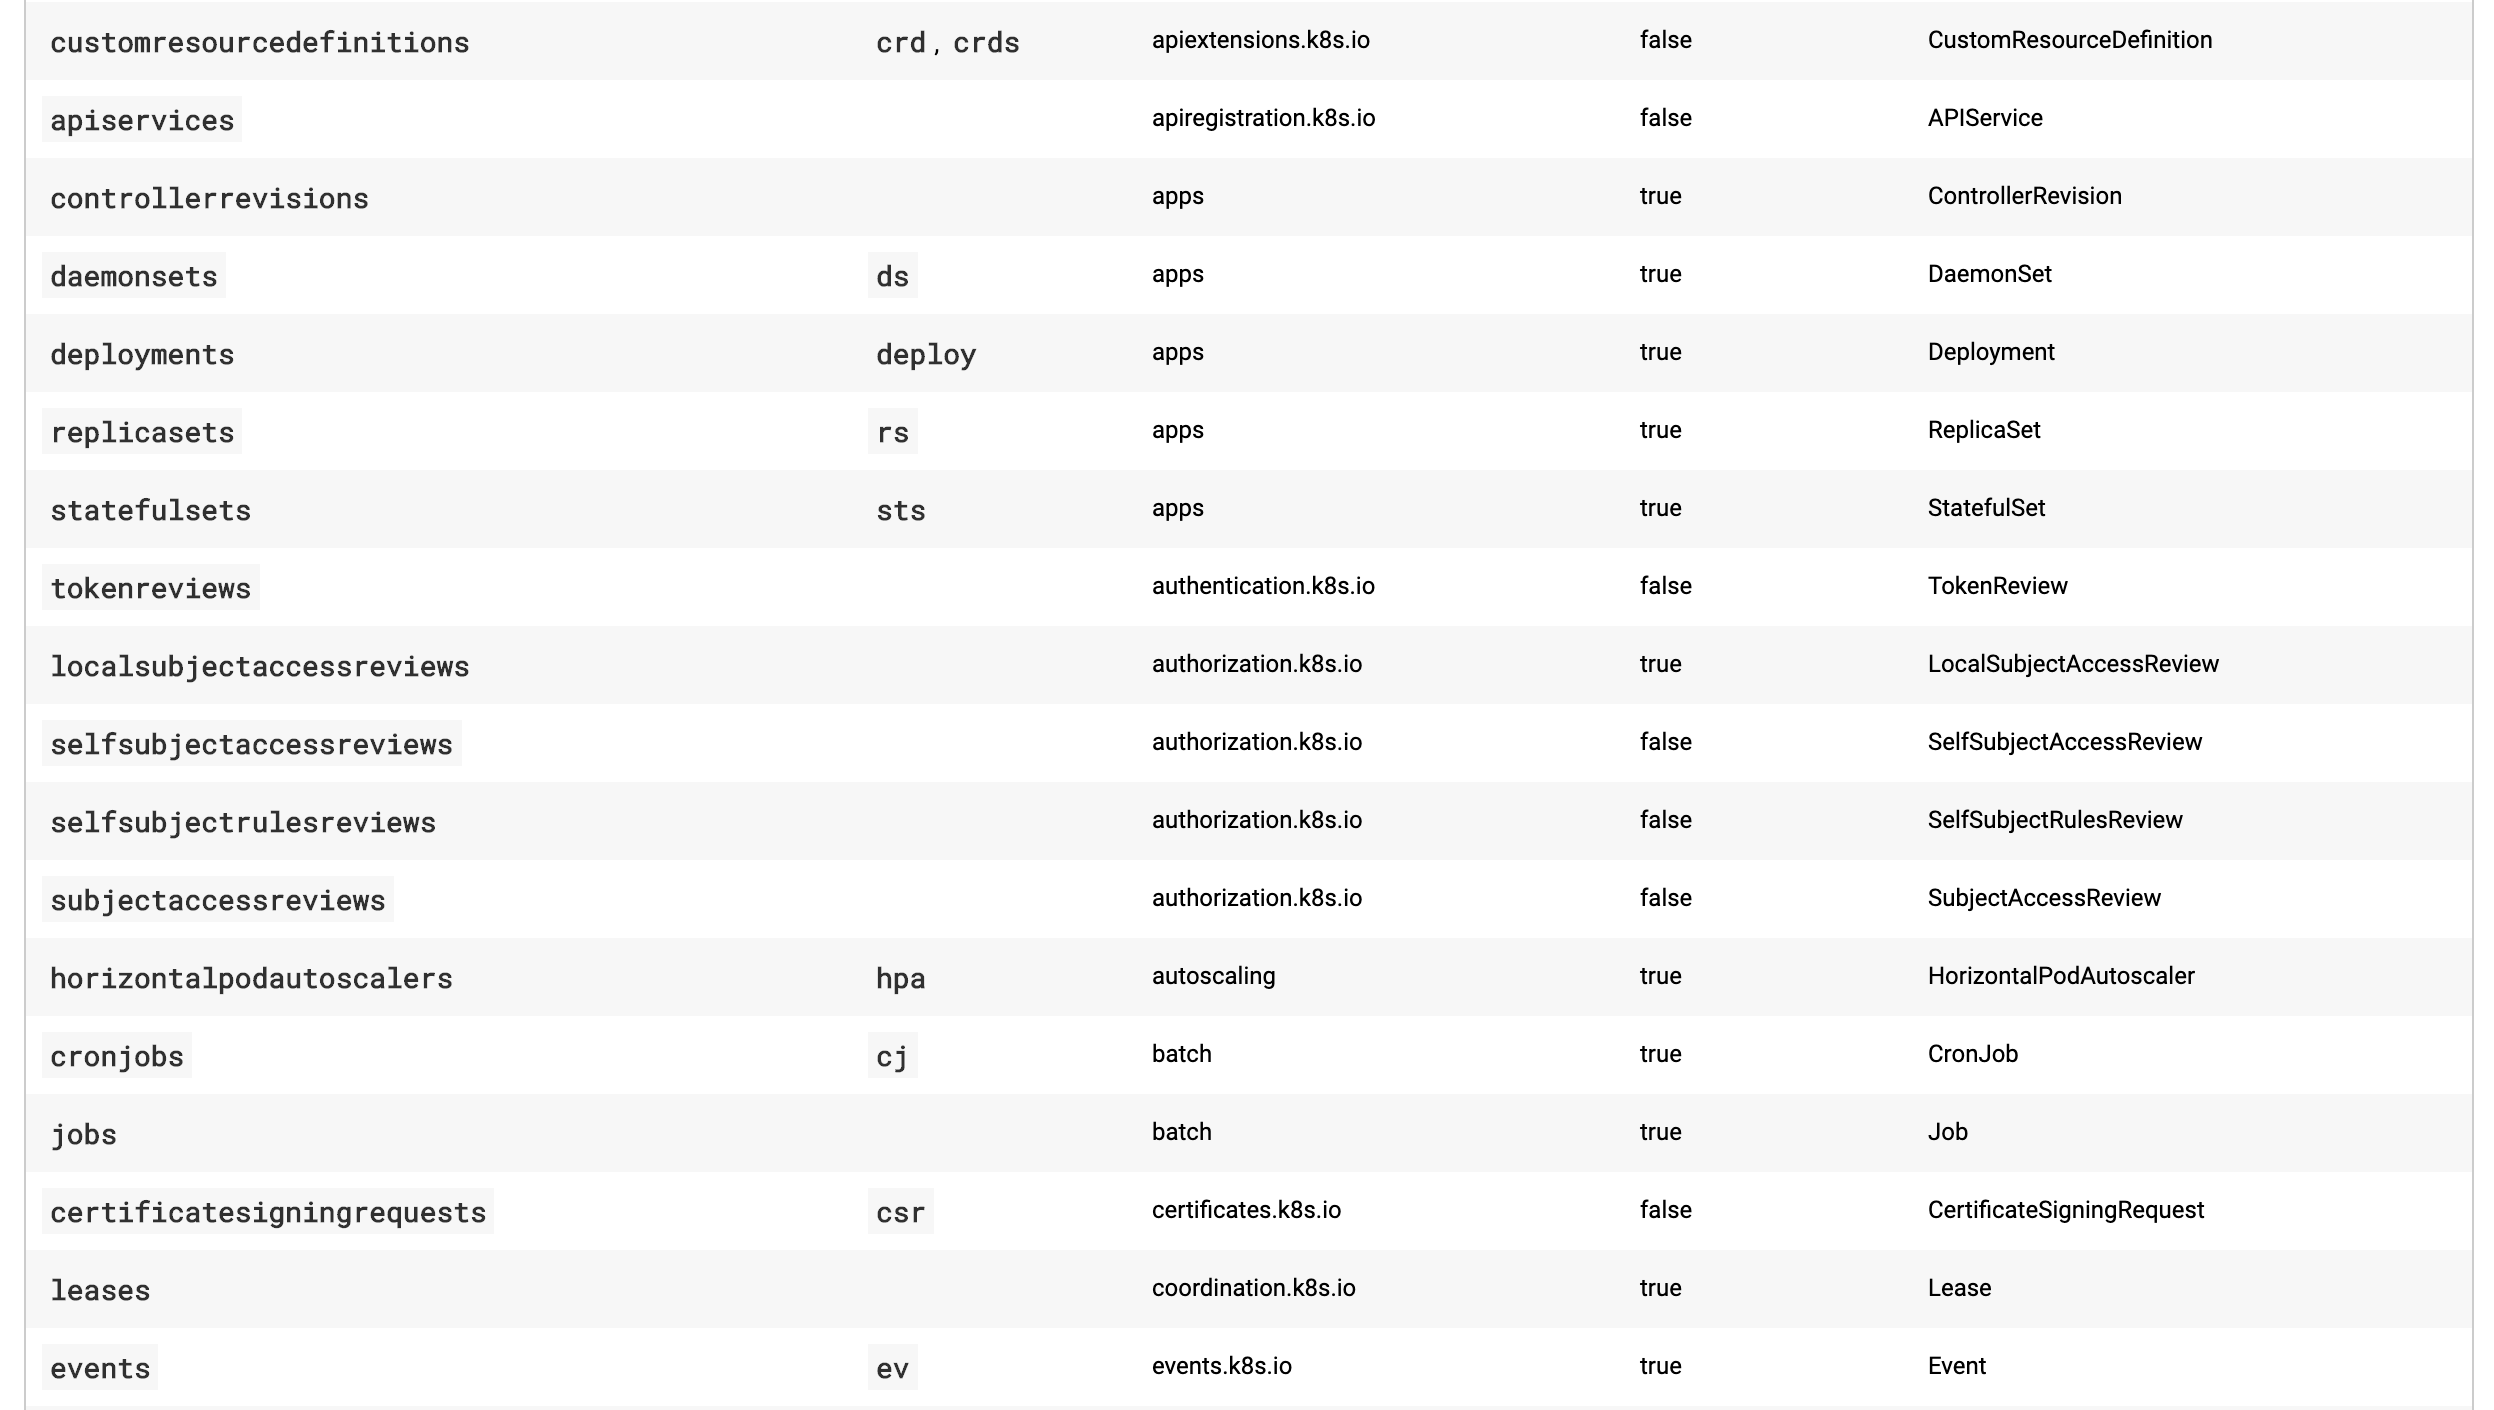 customresourcedefinitions crd, crds apiextensions.k8s.io false CustomResourceDefinition
apiservices apiregistration.k8s.io false APIService
controllerrevisions apps true ControllerRevision
daemonsets ds apps true DaemonSet
deployments deploy apps true Deployment
replicasets rs apps true ReplicaSet
statefulsets sts apps true StatefulSet
tokenreviews authentication.k8s.io false TokenReview
localsubjectaccessreviews authorization.k8s.io true LocalSubjectAccessReview
selfsubjectaccessreviews authorization.k8s.io false SelfSubjectAccessReview
selfsubjectrulesreviews authorization.k8s.io false SelfSubjectRulesReview
subjectaccessreviews authorization.k8s.io false SubjectAccessReview
horizontalpodautoscalers hpa autoscaling true HorizontalPodAutoscaler
cronjobs cj batch true CronJob
jobs batch true Job
certificatesigningrequests csr certificates.k8s.io false CertificateSigningRequest
leases coordination.k8s.io true Lease
events ev events.k8s.io true Event